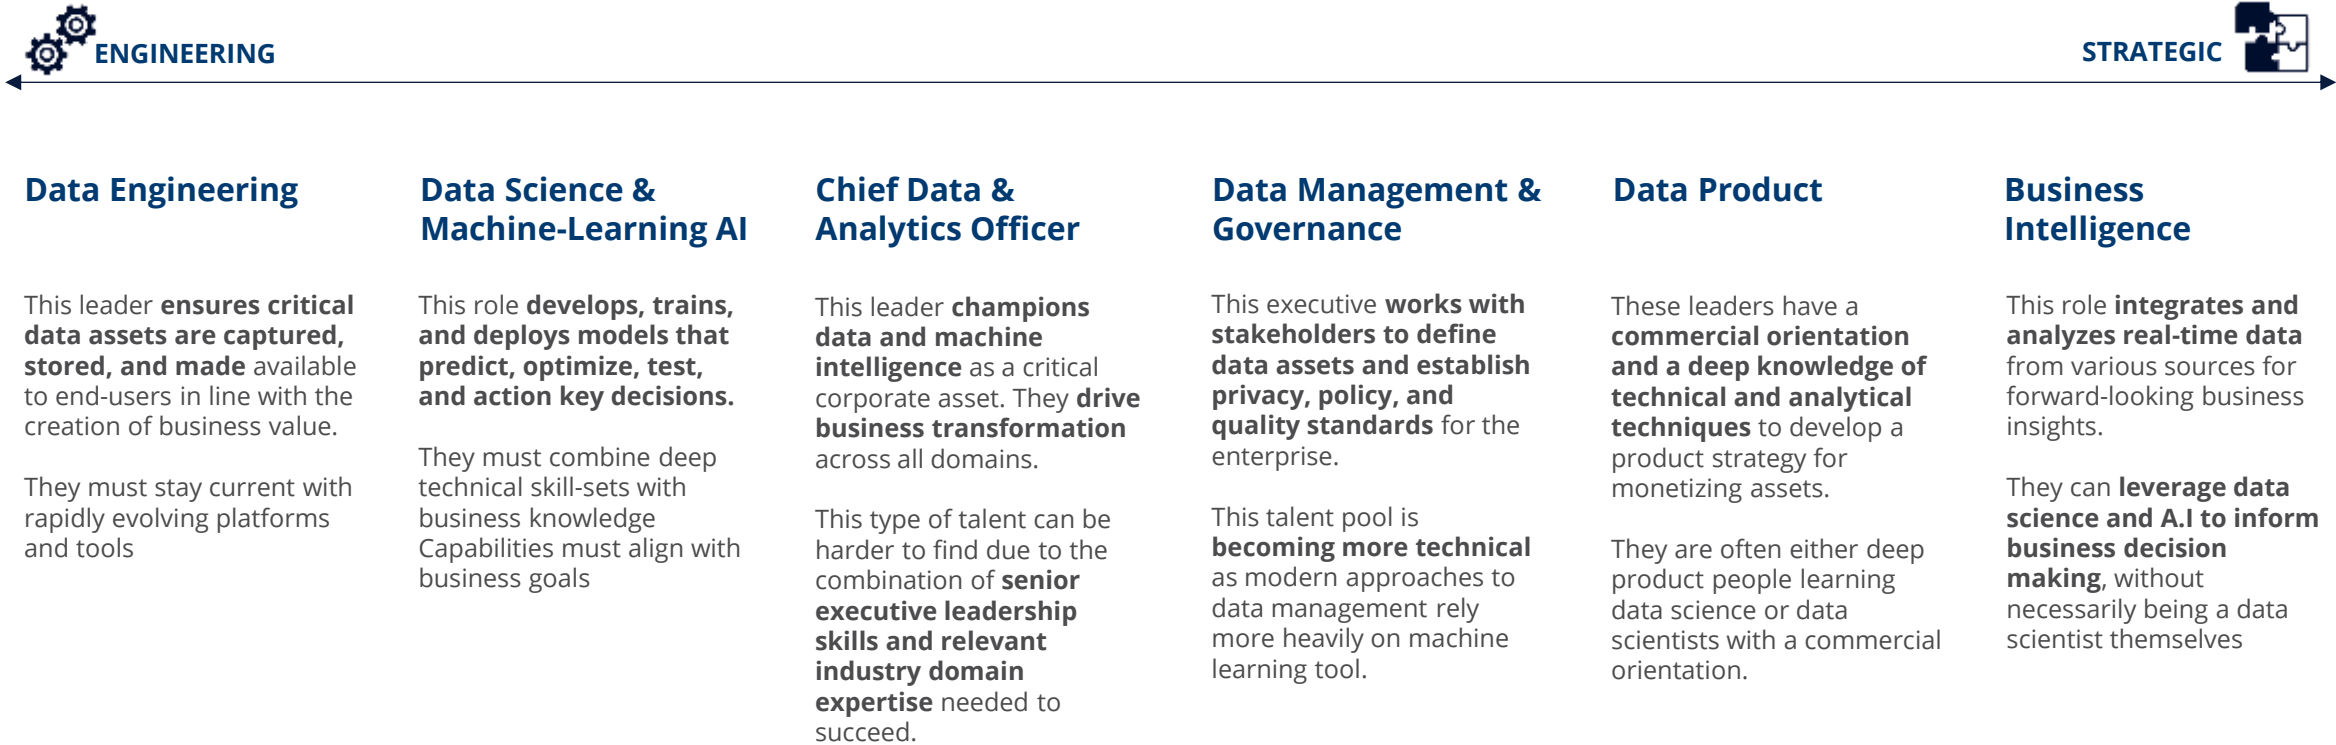 ENGINEERING
STRATEGIC
Data Engineering
This leader ensures critical
data assets are captured,
stored, and made available
to end-users in line with the
creation of business value.
They must stay current with
rapidly evolving platforms
and tools
Data Science &
Machine-Learning AI
This role develops, trains,
and deploys models that
predict, optimize, test,
and action key decisions.
They must combine deep
technical skill-sets with
business knowledge
Capabilities must align with
business goals
Chief Data &
Analytics Officer
This leader champions
data and machine
intelligence as a critical
corporate asset. They drive
business transformation
across all domains.
This type of talent can be
harder to find due to the
combination of senior
executive leadership
skills and relevant
industry domain
expertise needed to
succeed.
Data Management &
Governance
This executive works with
stakeholders to define
data assets and establish
privacy, policy, and
quality standards for the
enterprise.
This talent pool is
becoming more technical
as modern approaches to
data management rely
more heavily on machine
learning tool.
Data Product
These leaders have a
commercial orientation
and a deep knowledge of
technical and analytical
techniques to develop a
product strategy for
monetizing assets.
They are often either deep
product people learning
data science or data
scientists with a commercial
orientation.
Business
Intelligence
This role integrates and
analyzes real-time data
from various sources for
forward-looking business
insights.
They can leverage data
science and A.I to inform
business decision
making, without
necessarily being a data
scientist themselves